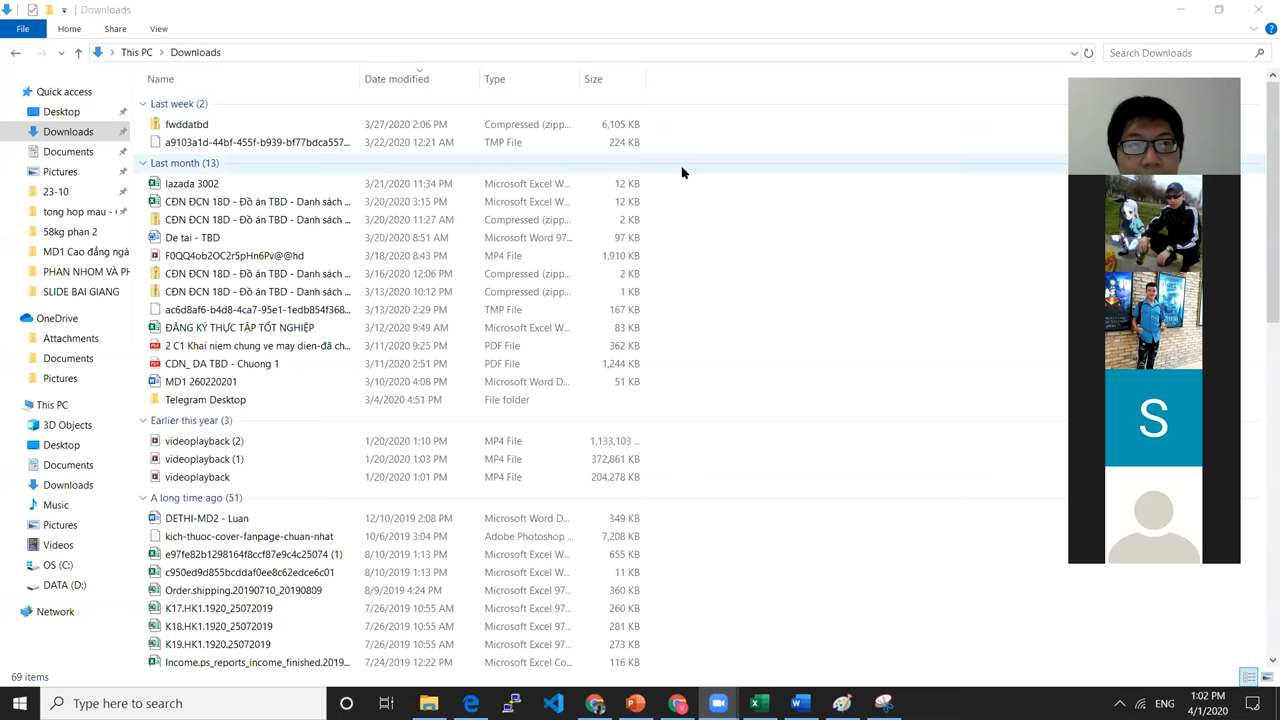 Downloads
File Home Share View
This PC Downloads
Search Downloads
Name Date modified Type Size
Quick access
Desktop
Downloads
Documents
Pictures
23-10
tong hop mau - 
58kg phan 2
MD1 Cao đẳng ngà
PHAN NHOM VÀ PH
SLIDE BAI GIANG
OneDrive
Attachments
Documents
Pictures
This PC
3D Objects
Desktop
Documents
Downloads
Music
Pictures
Videos
OS (C:)
DATA (D:)
Network
Last week (2)
fwddatbd 3/27/2020 2:06 PM Compressed (zipp... 6,105 KB
a9103a1d-44bf-455f-b939-bf77bdca557... 3/22/2020 12:21 AM TMP File 224 KB
Last month (13)
lazada 3002 3/21/2020 11:34 PM Microsoft Excel W... 12 KB
CĐN ĐCN 18D - Đồ án TBD - Danh sách ... 3/20/2020 3:15 PM Microsoft Excel W... 12 KB
CĐN ĐCN 18D - Đồ án TBD - Danh sách ... 3/20/2020 11:27 AM Compressed (zipp... 2 KB
De tai - TBD 3/20/2020 8:51 AM Microsoft Word 97... 97 KB
F0QQ4ob2OC2r5pHn6Pv@@hd 3/18/2020 8:43 PM MP4 File 1,910 KB
CĐN ĐCN 18D - Đồ án TBD - Danh sách ... 3/16/2020 12:06 PM Compressed (zipp... 2 KB
CĐN ĐCN 18D - Đồ án TBD - Danh sách ... 3/13/2020 10:12 PM Compressed (zipp... 1 KB
ac6d8af6-b4d8-4ca7-95e1-1edb854f368... 3/13/2020 2:29 PM TMP File 167 KB
ĐĂNG KÝ THỰC TẬP TỐT NGHIỆP 3/12/2020 9:49 AM Microsoft Excel W... 83 KB
2 C1 Khai niem chung ve may dien-đã ch... 3/11/2020 9:25 PM PDF File 362 KB
CDN_ DA TBD - Chuong 1 3/11/2020 2:51 PM PDF File 1,244 KB
MD1 260220201 3/10/2020 4:08 PM Microsoft Word D... 51 KB
Telegram Desktop 3/4/2020 4:51 PM File folder
Earlier this year (3)
videoplayback (2) 1/20/2020 1:10 PM MP4 File 1,133,103 ...
videoplayback (1) 1/20/2020 1:03 PM MP4 File 372,861 KB
videoplayback 1/20/2020 1:01 PM MP4 File 204,278 KB
A long time ago (51)
DETHI-MD2 - Luan 12/10/2019 2:08 PM Microsoft Word D... 349 KB
kich-thuoc-cover-fanpage-chuan-nhat 10/6/2019 3:04 PM Adobe Photoshop ... 7,208 KB
e97fe82b1298164f8ccf87e9c4c25074 (1) 8/10/2019 1:13 PM Microsoft Excel W... 655 KB
c950ed9d855bcddaf0ee8c62edce6c01 8/10/2019 1:13 PM Microsoft Excel W... 11 KB
Order.shipping.20190710_20190809 8/9/2019 4:24 PM Microsoft Excel 97... 360 KB
K17.HK1.1920_25072019 7/26/2019 10:55 AM Microsoft Excel 97... 260 KB
K18.HK1.1920_25072019 7/26/2019 10:55 AM Microsoft Excel 97... 281 KB
K19.HK1.1920.25072019 7/26/2019 10:55 AM Microsoft Excel 97... 273 KB
Income.ps_reports_income_finished.2019... 7/24/2019 12:22 PM Microsoft Excel Co... 116 KB
S
69 items
Type here to search
ENG
1:02 PM
4/1/2020